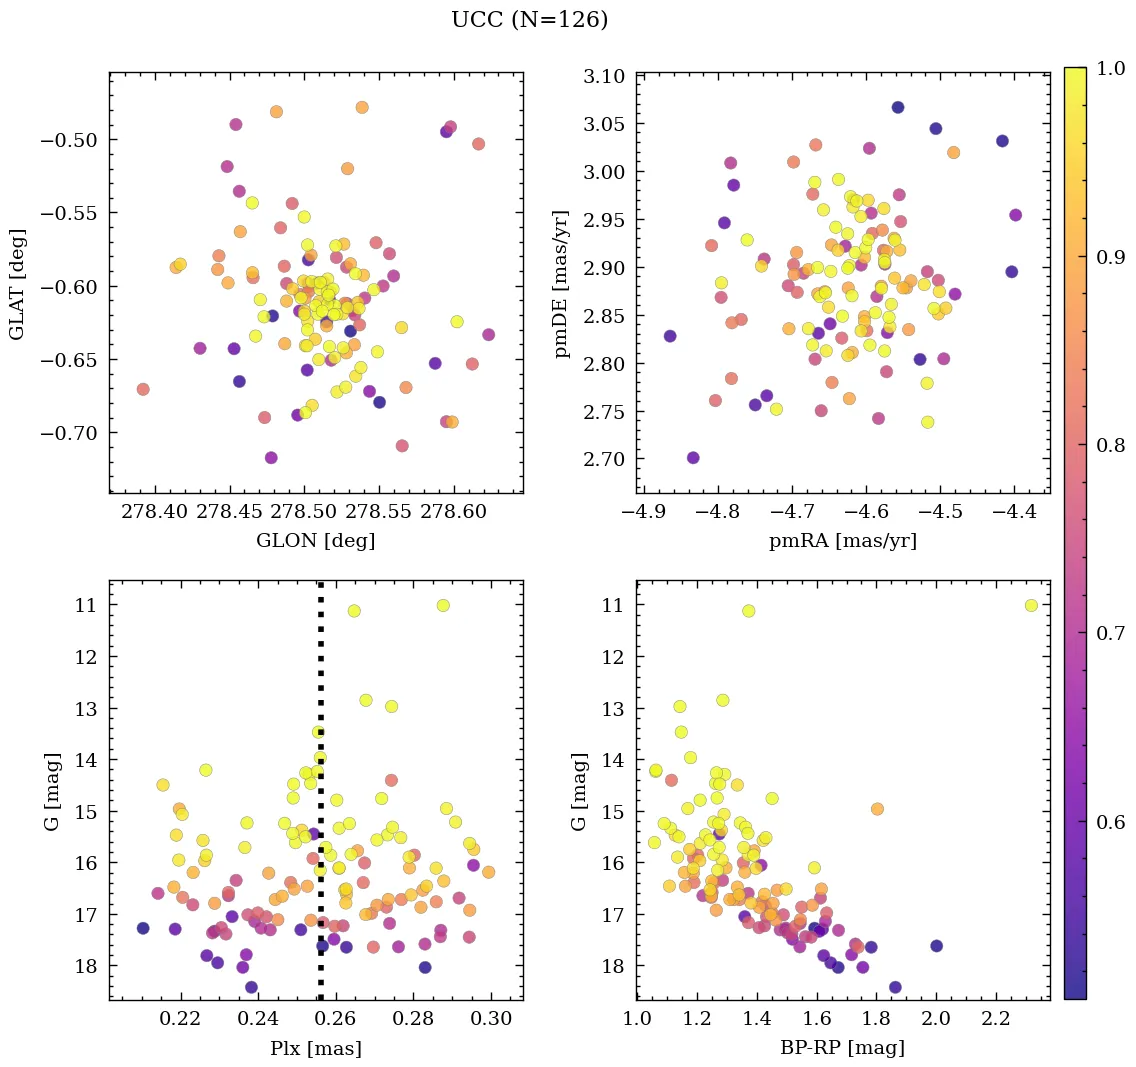 UCC (N=126)
−0.50
−0.55
−0.60
−0.65
−0.70
GLAT [deg]
278.40 278.45 278.50 278.55 278.60
GLON [deg]
3.10
3.05
3.00
2.95
2.90
2.85
2.80
2.75
2.70
pmDE [mas/yr]
−4.9 −4.8 −4.7 −4.6 −4.5 −4.4
pmRA [mas/yr]
1.0
0.9
0.8
0.7
0.6
11
12
13
14
15
16
17
18
G [mag]
0.22 0.24 0.26 0.28 0.30
Plx [mas]
11
12
13
14
15
16
17
18
G [mag]
1.0 1.2 1.4 1.6 1.8 2.0 2.2
BP-RP [mag]